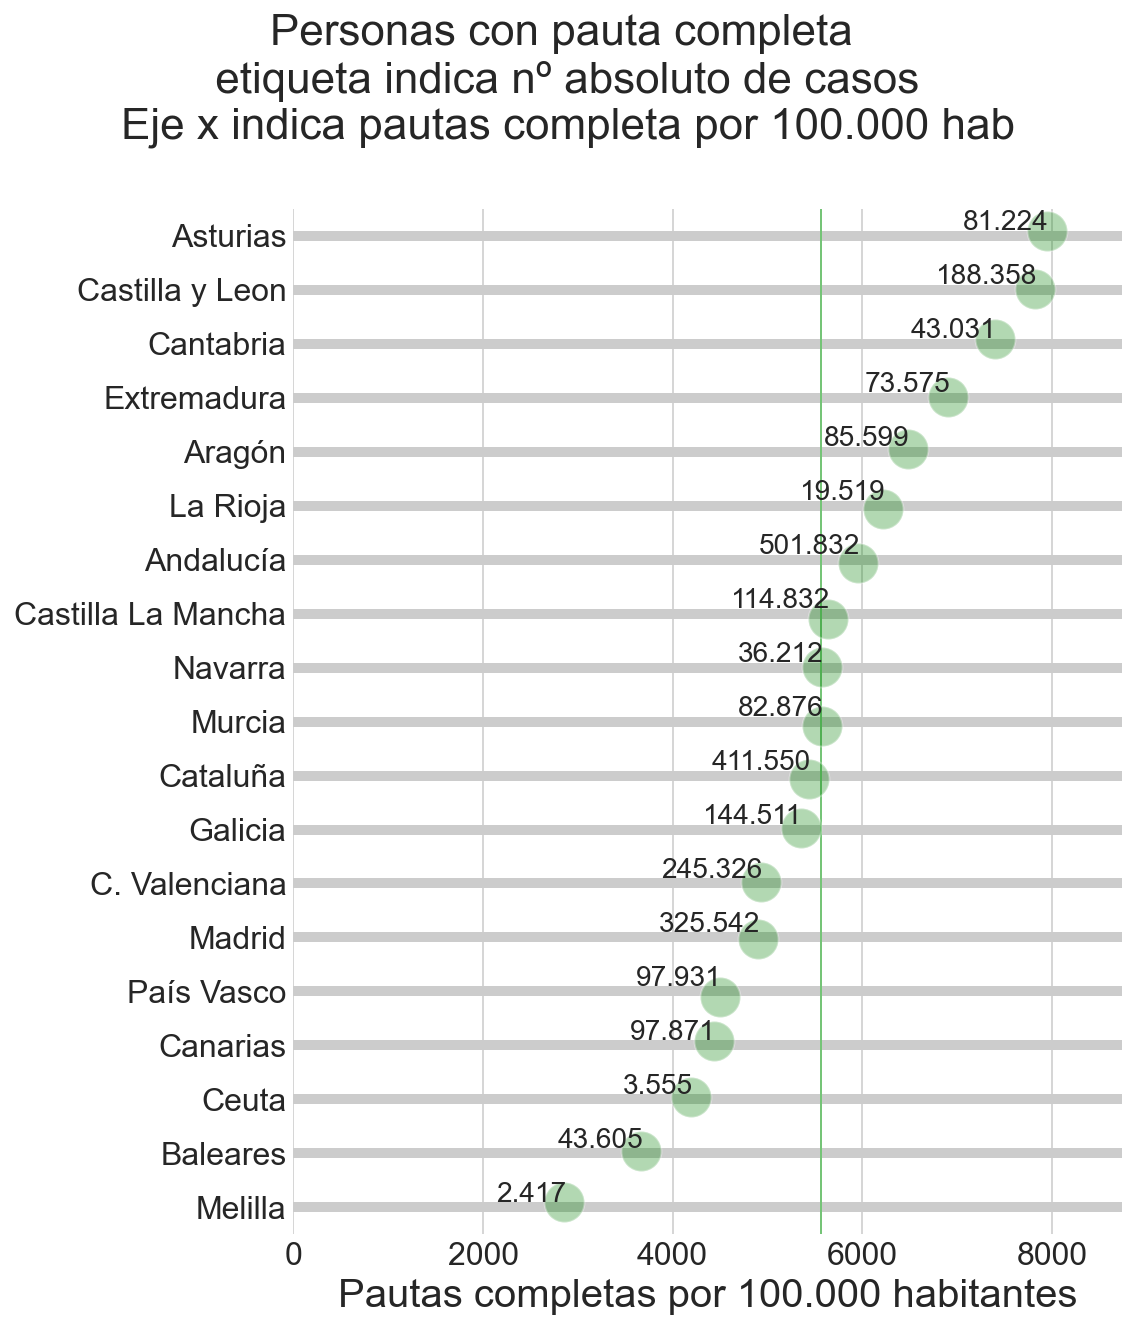 Personas con pauta completa
etiqueta indica nº absoluto de casos
Eje x indica pautas completa por 100.000 hab
Asturias 81.224
Castilla y Leon 188.358
Cantabria 43.031
Extremadura 73.575
Aragón 85.599
La Rioja 19.519
Andalucía 501.832
Castilla La Mancha 114.832
Navarra 36.212
Murcia 82.876
Cataluña 411.550
Galicia 144.511
C. Valenciana 245.326
Madrid 325.542
País Vasco 97.931
Canarias 97.871
Ceuta 3.555
Baleares 43.605
Melilla 2.417
0 2000 4000 6000 8000
Pautas completas por 100.000 habitantes